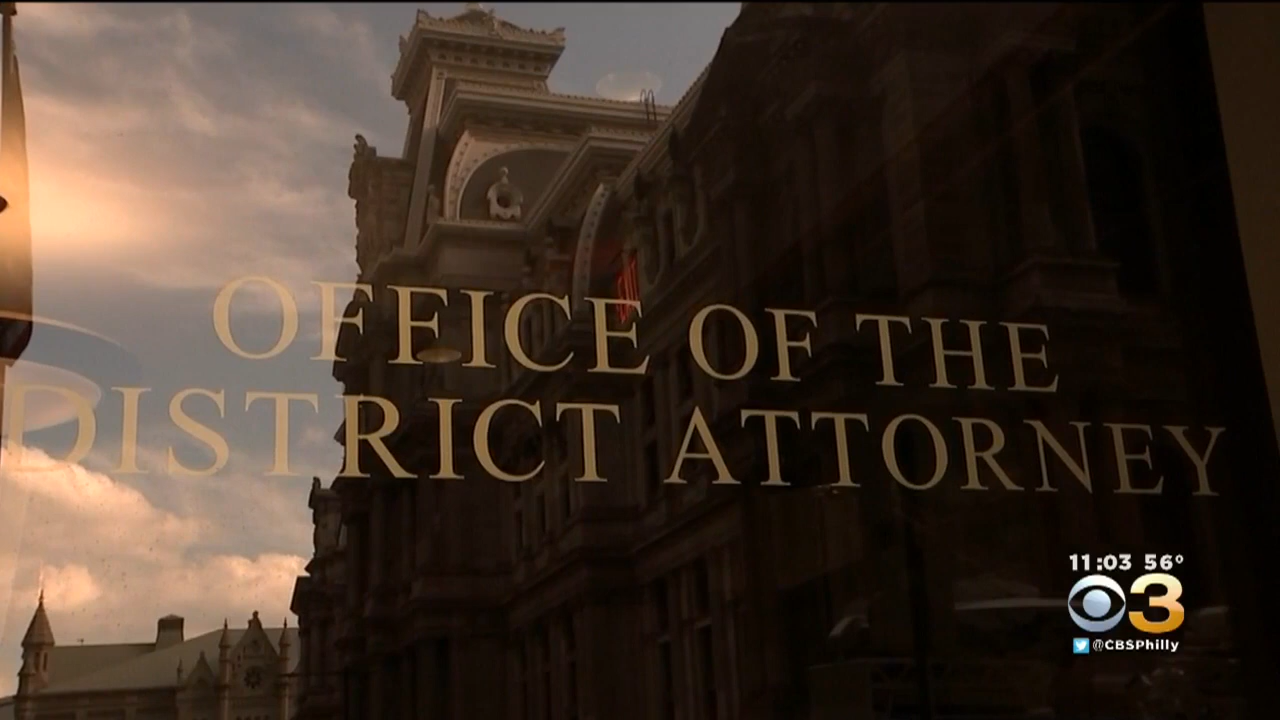 OFFICE OF THE
DISTRICT ATTORNEY
11:03 56°
3
@CBSPhilly